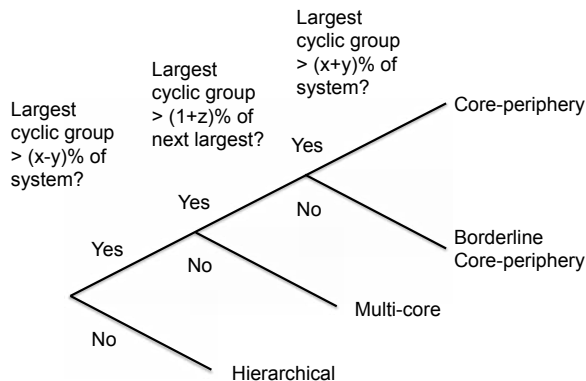 Largest
cyclic group
> (x-y)% of
system?
Largest
cyclic group
> (1+z)% of
next largest?
Largest
cyclic group
> (x+y)% of
system?
Yes
No
Yes
No
Yes
No
Core-periphery
Borderline
Core-periphery
Multi-core
Hierarchical